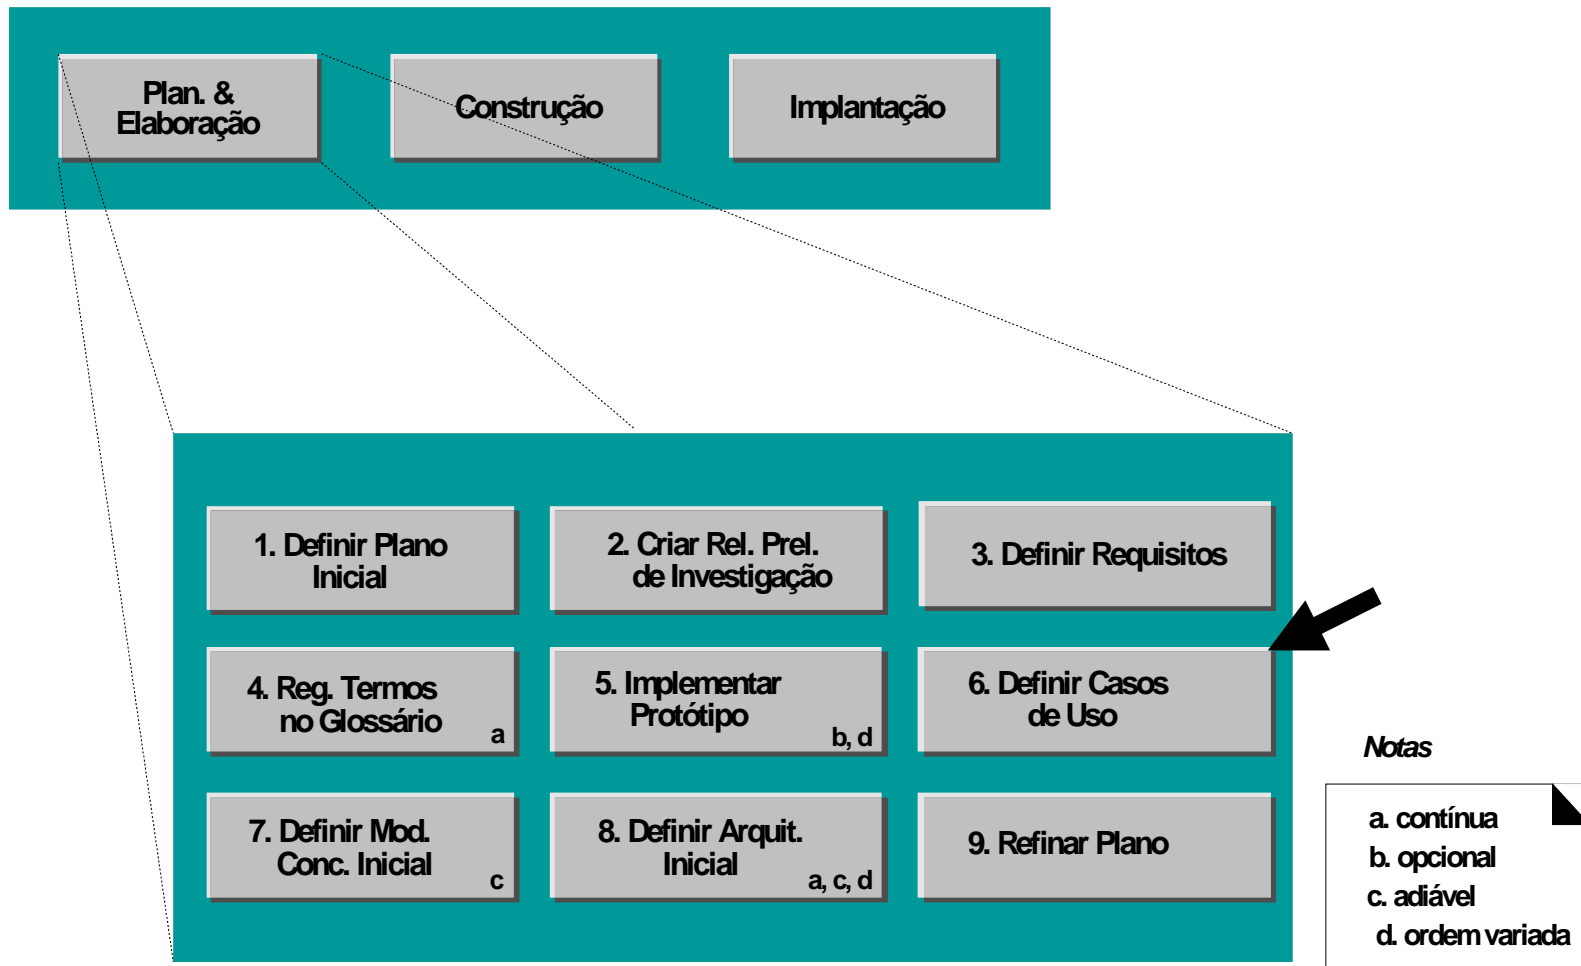 Plan. &
Elaboração
Construção
Implantação
1. Definir Plano
Inicial
2. Criar Rel. Prel.
de Investigação
3. Definir Requisitos
4. Reg. Termos
no Glossário
a
5. Implementar
Protótipo
b, d
6. Definir Casos
de Uso
7. Definir Mod.
Conc. Inicial
c
8. Definir Arquit.
Inicial
a, c, d
9. Refinar Plano
Notas
a. contínua
b. opcional
c. adiável
d. ordem variada